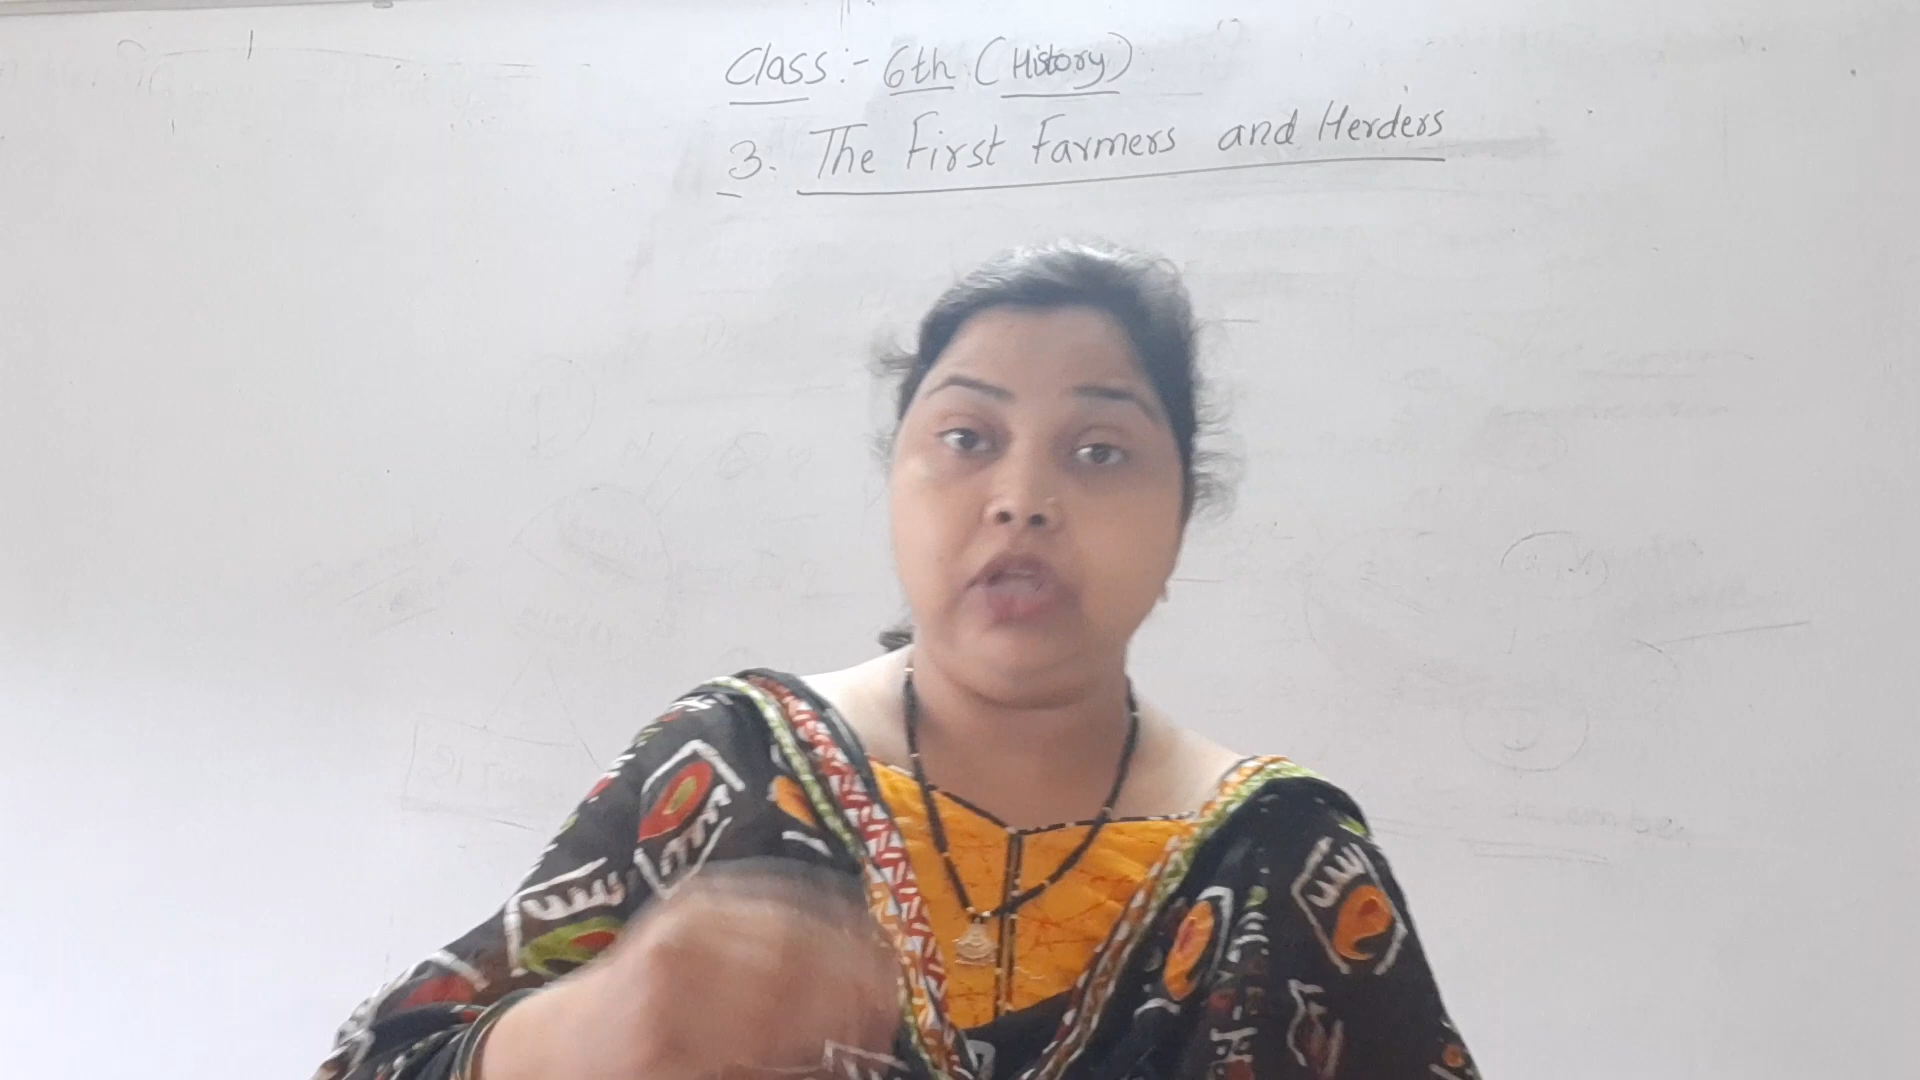 Class:- 6th (History)
3. The First Farmers and Herders